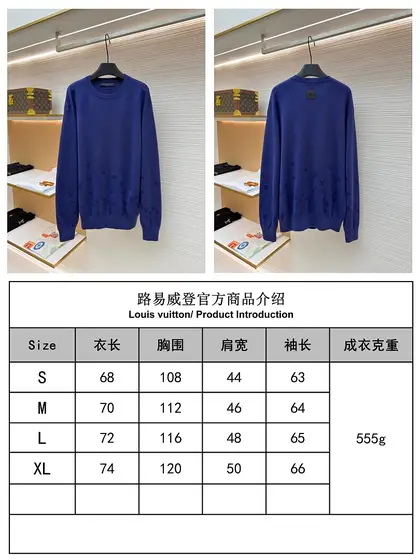 路易威登官方商品介绍
Louis vuitton/ Product Introduction
Size 衣长 胸围 肩宽 袖长 成衣克重
S 68 108 44 63
M 70 112 46 64
L 72 116 48 65
XL 74 120 50 66
555g